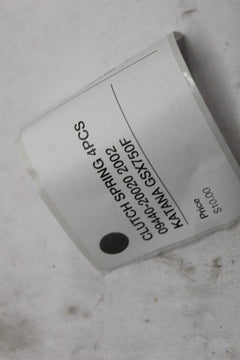 CLUTCH SPRING 4PCS
09440-20020 2002
KATANA GSX750F
Price
$10.00